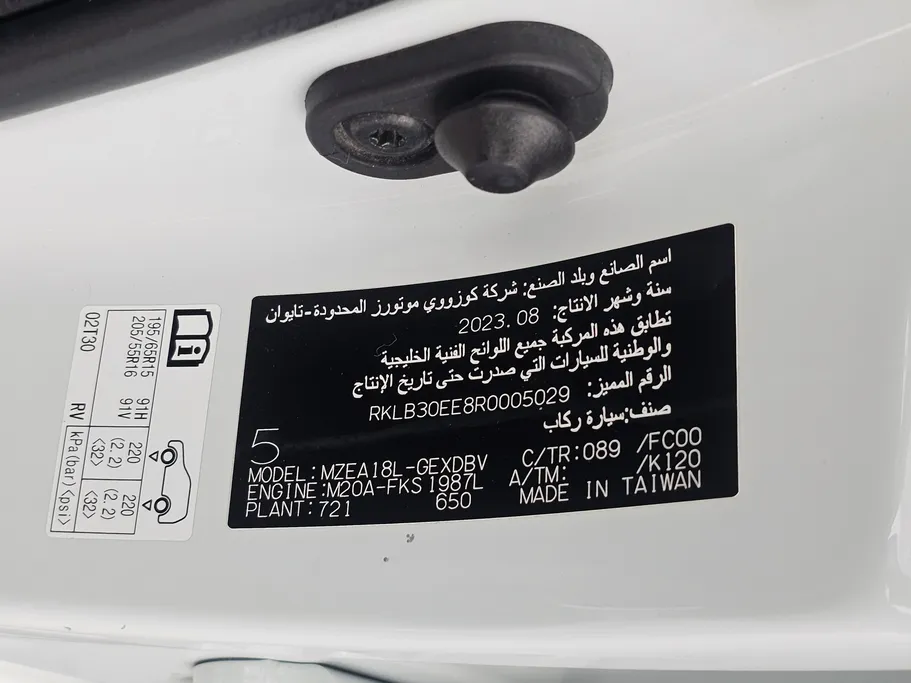 اسم الصانع وبلد الصنع: شركة كوزووي موتورز المحدودة-تايوان
سنة وشهر الانتاج: 2023.08
تطابق هذه المركبة جميع اللوائح الفنية الخليجية
والوطنية للسيارات التي صدرت حتى تاريخ الإنتاج
الرقم المميز: RKLB30EE8R0005029
صنف:سيارة ركاب
5
MODEL:MZEA18L-GEXDBV C/TR:089 /FC00
ENGINE:M20A-FKS 1987L A/TM: /K120
PLANT:721 650 MADE IN TAIWAN
195/65R15 91H 220 (2.2) <32> 220 (2.2) <32>
205/55R16 91V
02T30 RV kPa(bar)<psi>